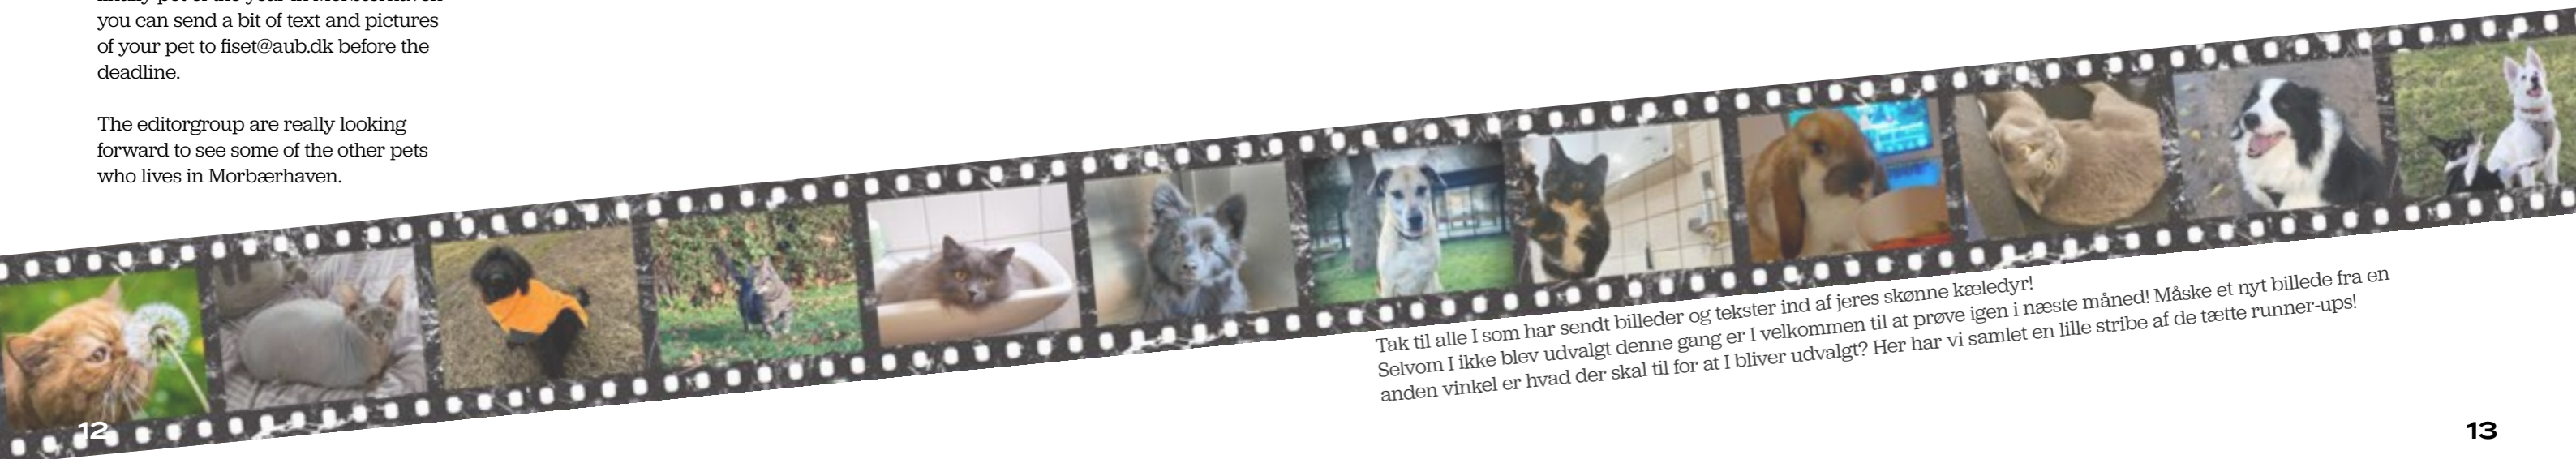 you can send a bit of text and pictures
of your pet to fiset@aub.dk before the
deadline.
The editorgroup are really looking
forward to see some of the other pets
who lives in Morbærhaven.
Tak til alle I som har sendt billeder og tekster ind af jeres skønne kæledyr!
Selvom I ikke blev udvalgt denne gang er I velkommen til at prøve igen i næste måned! Måske et nyt billede fra en
anden vinkel er hvad der skal til for at I bliver udvalgt? Her har vi samlet en lille stribe af de tætte runner-ups!
12
13